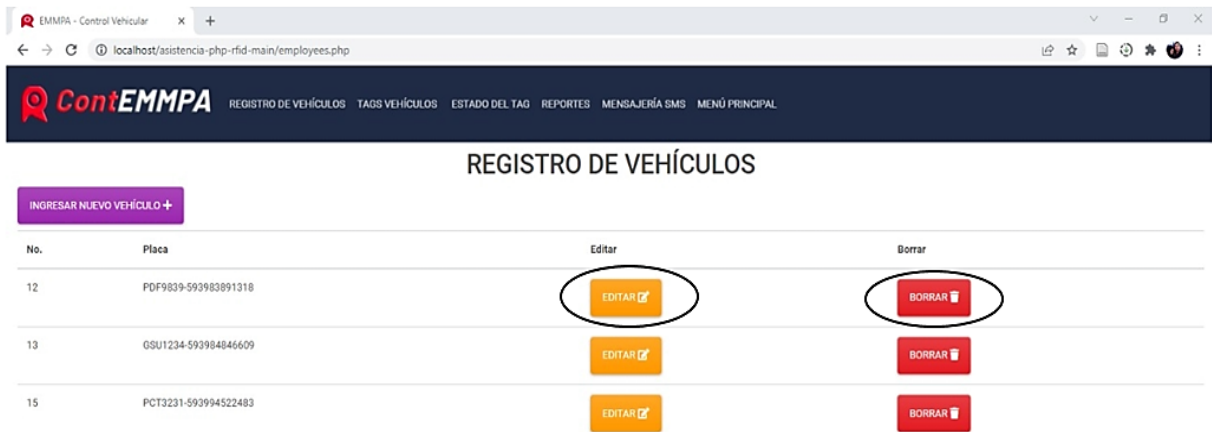 EMMPA - Control Vehicular
localhost/asistencia-php-rfid-main/employees.php
ContEMMPA REGISTRO DE VEHÍCULOS TAGS VEHÍCULOS ESTADO DEL TAG REPORTES MENSAJERÍA SMS MENÚ PRINCIPAL
REGISTRO DE VEHÍCULOS
INGRESAR NUEVO VEHÍCULO
No. Placa Editar Borrar
12 PDF9839-593983891318 EDITAR BORRAR
13 GSU1234-593984846609 EDITAR BORRAR
15 PCT3231-593994522483 EDITAR BORRAR